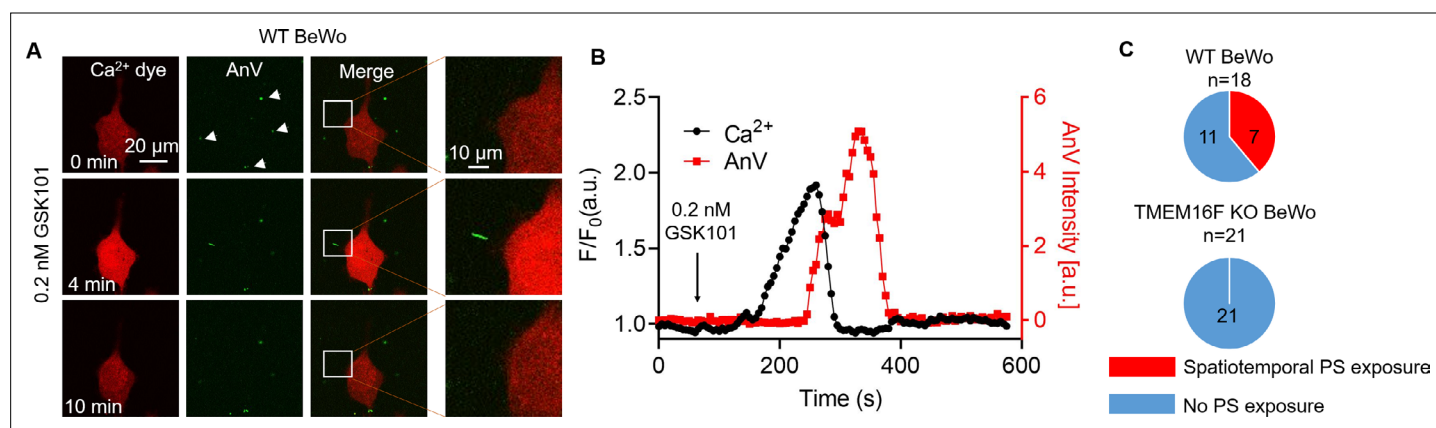 WT BeWo
A
Ca²⁺ dye
AnV
Merge
20 µm
0 min
10 µm
0.2 nM GSK101
4 min
10 min
B
2.5
2.0
1.5
1.0
F/F₀(a.u.)
Ca²⁺
AnV
0.2 nM
GSK101
6
4
2
0
AnV Intensity [a.u.]
0 200 400 600
Time (s)
C
WT BeWo
n=18
11 7
TMEM16F KO BeWo
n=21
21
Spatiotemporal PS exposure
No PS exposure